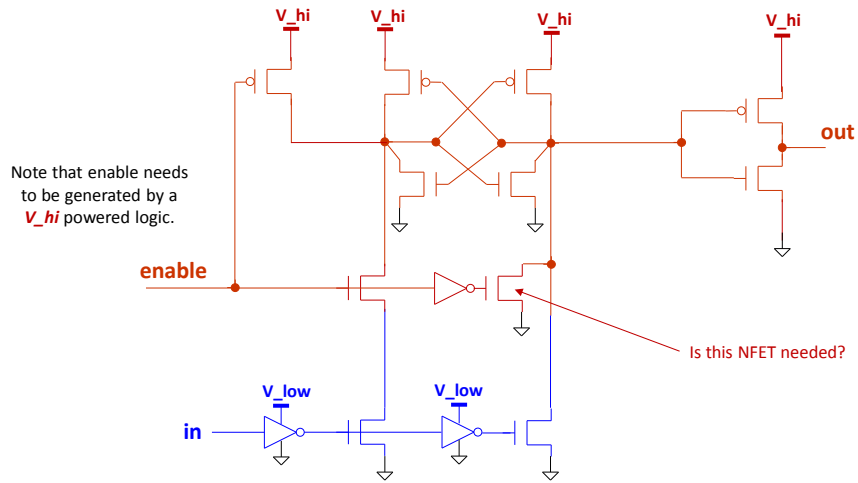 V_hi
V_hi
V_hi
V_hi
out
Note that enable needs
to be generated by a
V_hi powered logic.
enable
Is this NFET needed?
V_low
V_low
in